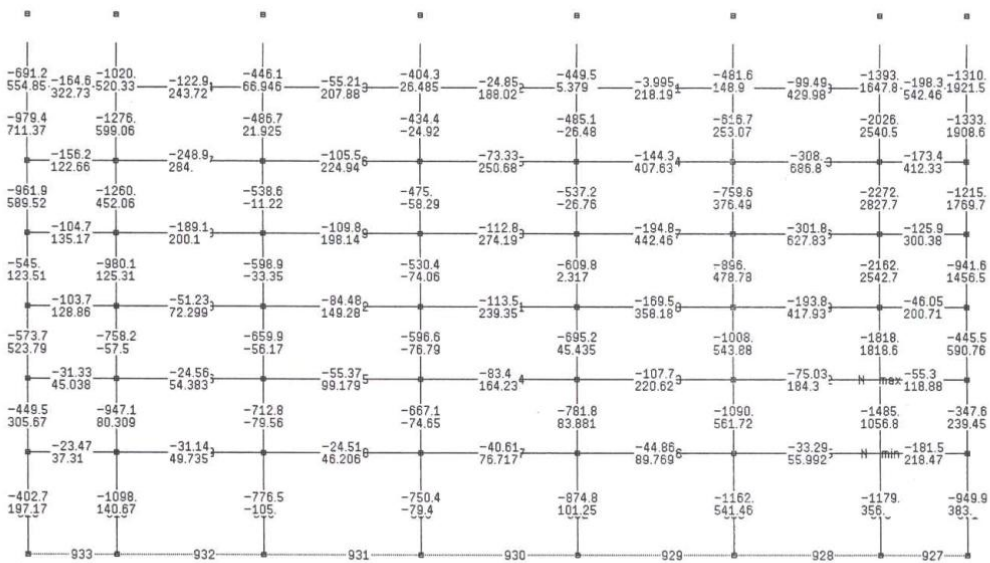 -691.2 -1020. -446.1 -404.3 -449.5 -481.6 -1393. -1310.
554.85 -164.6 520.33 -122.9 66.946 -55.21 26.485 -24.85 5.379 -3.995 148.9 -99.49 1647.8 -198.3 1921.5
322.73 243.72 207.88 188.02 218.19 429.98 542.46
-979.4 -1276. -486.7 -434.4 -485.1 -616.7 -2026. -1333.
711.37 599.06 21.925 -24.92 -26.48 253.07 2540.5 1908.6
-156.2 -248.9 -105.5 -73.33 -144.3 -308. -173.4
122.66 284. 224.94 250.68 407.63 686.8 412.33
-961.9 -1260. -538.6 -475. -537.2 -759.6 -2272. -1215.
589.52 452.06 -11.22 -58.29 -26.76 376.49 2827.7 1769.7
-104.7 -189.1 -109.8 -112.8 -194.8 -301.8 -125.9
135.17 200.1 198.14 274.19 442.46 627.83 300.38
-545. -980.1 -598.9 -530.4 -609.8 -896. -2162. -941.6
123.51 125.31 -33.35 -74.06 2.317 478.78 2542.7 1456.5
-103.7 -51.23 -84.48 -113.5 -169.5 -193.8 -46.05
128.86 72.299 149.28 239.35 358.18 417.93 200.71
-573.7 -758.2 -659.9 -596.6 -695.2 -1008. -1818. -445.5
523.79 -57.5 -56.17 -76.79 45.435 543.88 1818.6 590.76
-31.33 -24.56 -55.37 -83.4 -107.7 -75.03 N max -55.3
45.038 54.383 99.179 164.23 220.62 184.3 118.88
-449.5 -947.1 -712.8 -667.1 -781.8 -1090. -1485. -347.6
305.67 80.309 -79.56 -74.65 83.881 561.72 1056.8 239.45
-23.47 -31.14 -24.51 -40.61 -44.86 -33.29 N min -181.5
37.31 49.735 46.206 76.717 89.769 55.992 218.47
-402.7 -1098. -776.5 -750.4 -874.8 -1162. -1179. -949.9
197.17 140.67 -105. -79.4 101.25 541.46 356. 383.
933 932 931 930 929 928 927